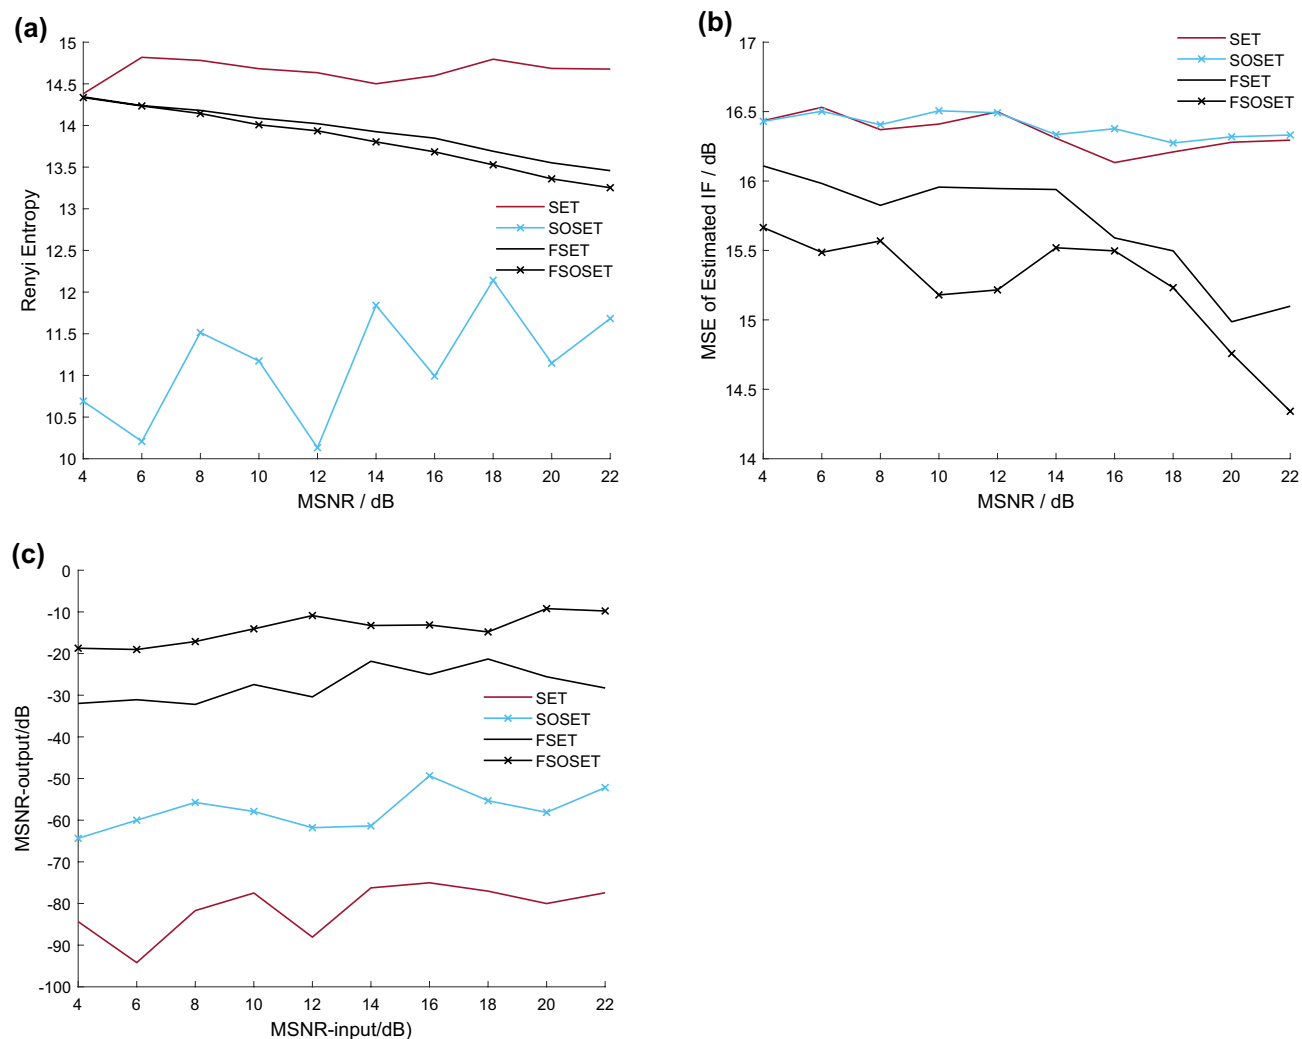 (a)
15
14.5
14
13.5
13
12.5
12
11.5
11
10.5
10
Renyi Entropy
4 6 8 10 12 14 16 18 20 22
MSNR / dB
SET
SOSET
FSET
FSOSET
(b)
17
16.5
16
15.5
15
14.5
14
MSE of Estimated IF / dB
4 6 8 10 12 14 16 18 20 22
MSNR / dB
SET
SOSET
FSET
FSOSET
(c)
0
-10
-20
-30
-40
-50
-60
-70
-80
-90
-100
MSNR-output/dB
4 6 8 10 12 14 16 18 20 22
MSNR-input/dB)
SET
SOSET
FSET
FSOSET